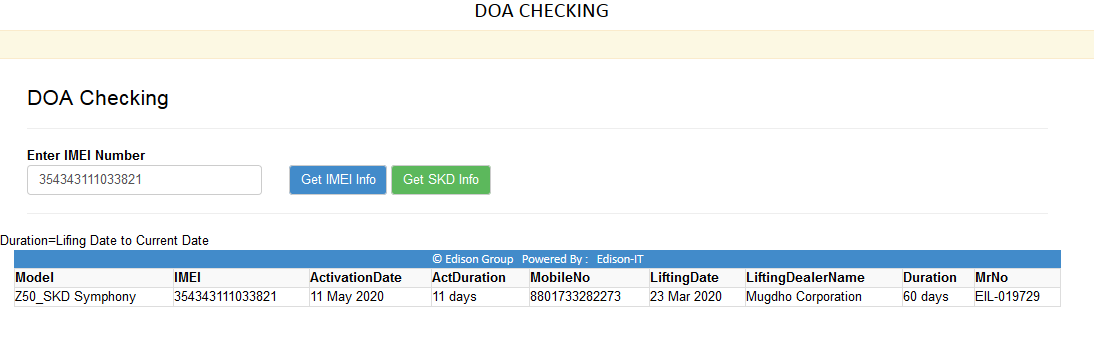 DOA CHECKING
DOA Checking
Enter IMEI Number
354343111033821 Get IMEI Info Get SKD Info
Duration=Lifing Date to Current Date
© Edison Group Powered By : Edison-IT
Model IMEI ActivationDate ActDuration MobileNo LiftingDate LiftingDealerName Duration MrNo
Z50_SKD Symphony 354343111033821 11 May 2020 11 days 8801733282273 23 Mar 2020 Mugdho Corporation 60 days EIL-019729